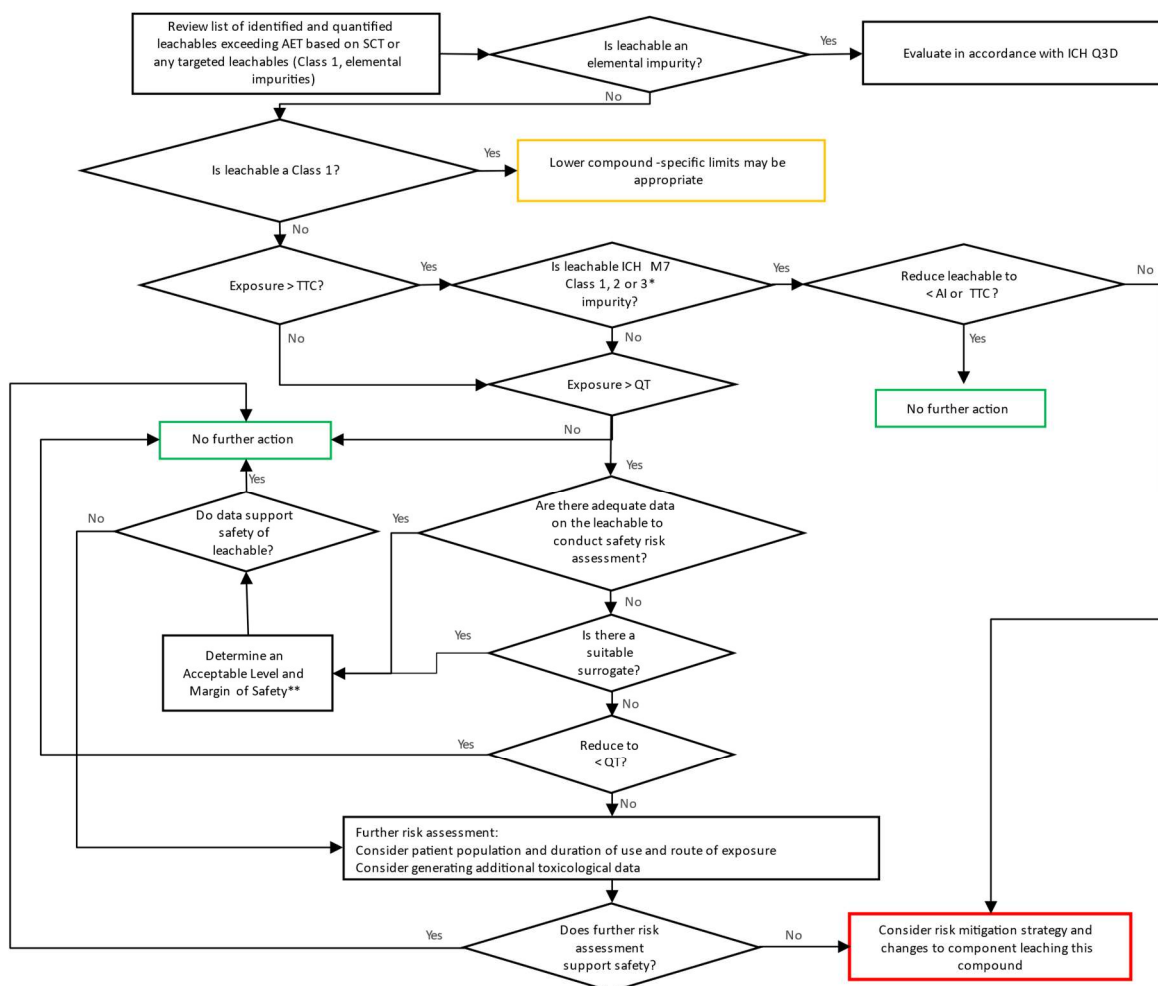 Review list of identified and quantified
leachables exceeding AET based on SCT or
any targeted leachables (Class 1, elemental
impurities)
Is leachable an
elemental impurity?
Yes
Evaluate in accordance with ICH Q3D
No
Is leachable a Class 1?
Yes
Lower compound -specific limits may be
appropriate
No
Exposure > TTC?
Yes
Is leachable ICH M7
Class 1, 2 or 3*
impurity?
Yes
Reduce leachable to
< AI or TTC?
No
No
No
Yes
Exposure > QT
No further action
No further action
No
Yes
Yes
No
Do data support
safety of
leachable?
Yes
Are there adequate data
on the leachable to
conduct safety risk
assessment?
No
Determine an
Acceptable Level and
Margin of Safety**
Yes
Is there a
suitable
surrogate?
No
Yes
Reduce to
< QT?
No
Further risk assessment:
Consider patient population and duration of use and route of exposure
Consider generating additional toxicological data
Yes
Does further risk
assessment
support safety?
No
Consider risk mitigation strategy and
changes to component leaching this
compound